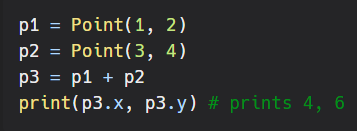 p1 = Point(1, 2)
p2 = Point(3, 4)
p3 = p1 + p2
print(p3.x, p3.y) # prints 4, 6